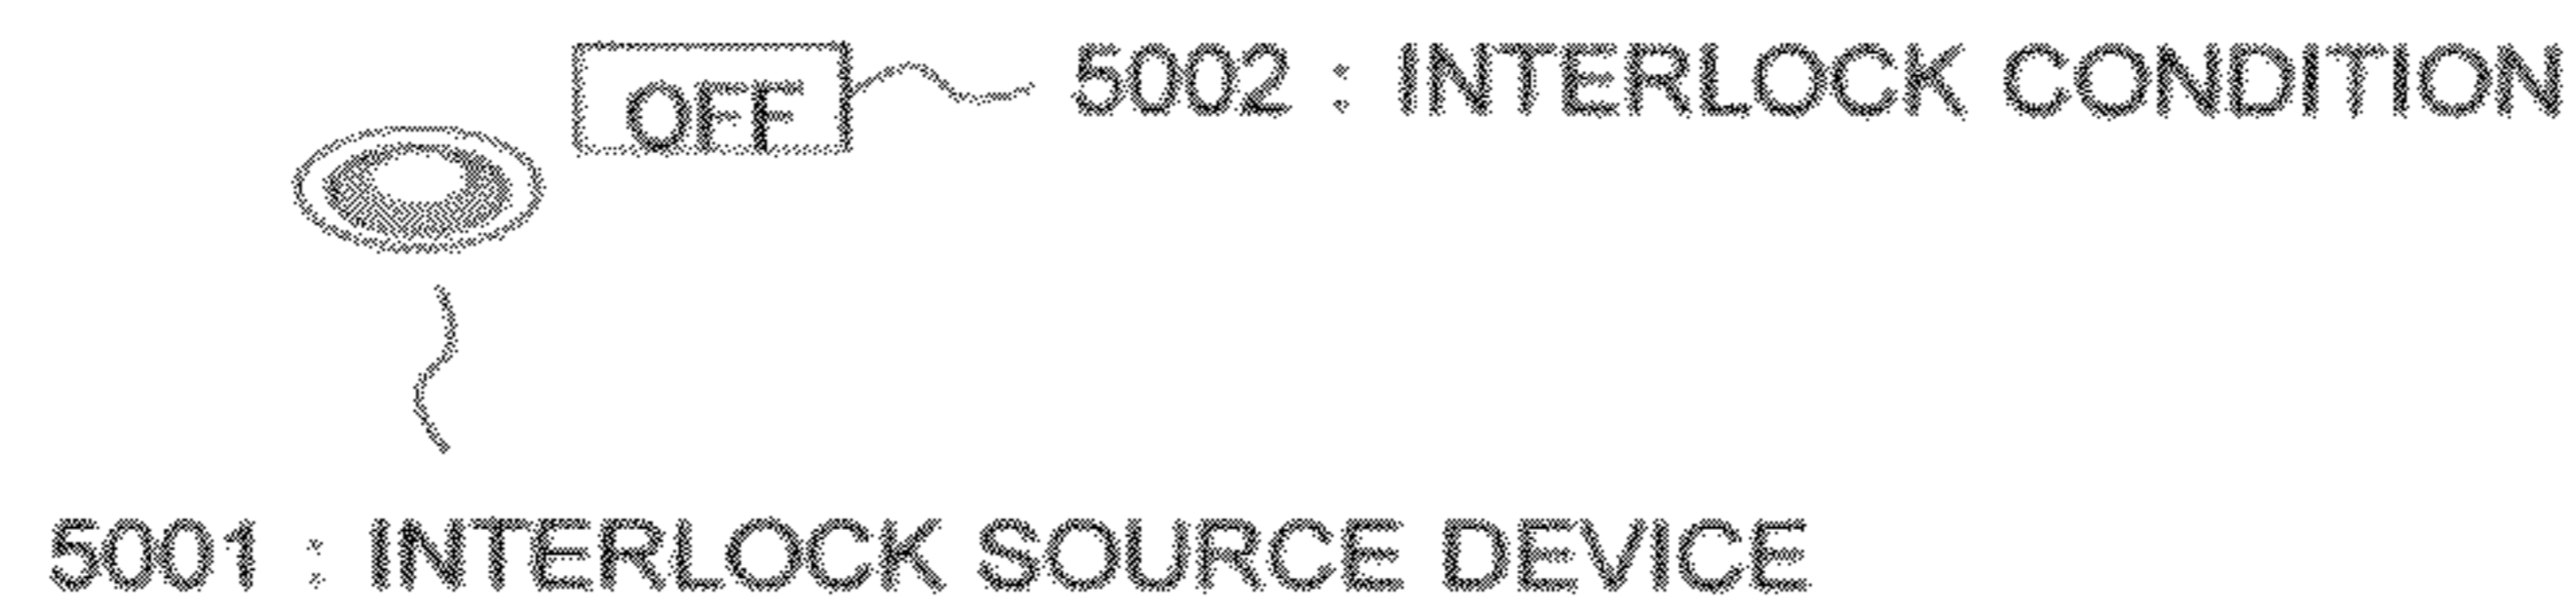 OFF
5002 : INTERLOCK CONDITION
5001 : INTERLOCK SOURCE DEVICE